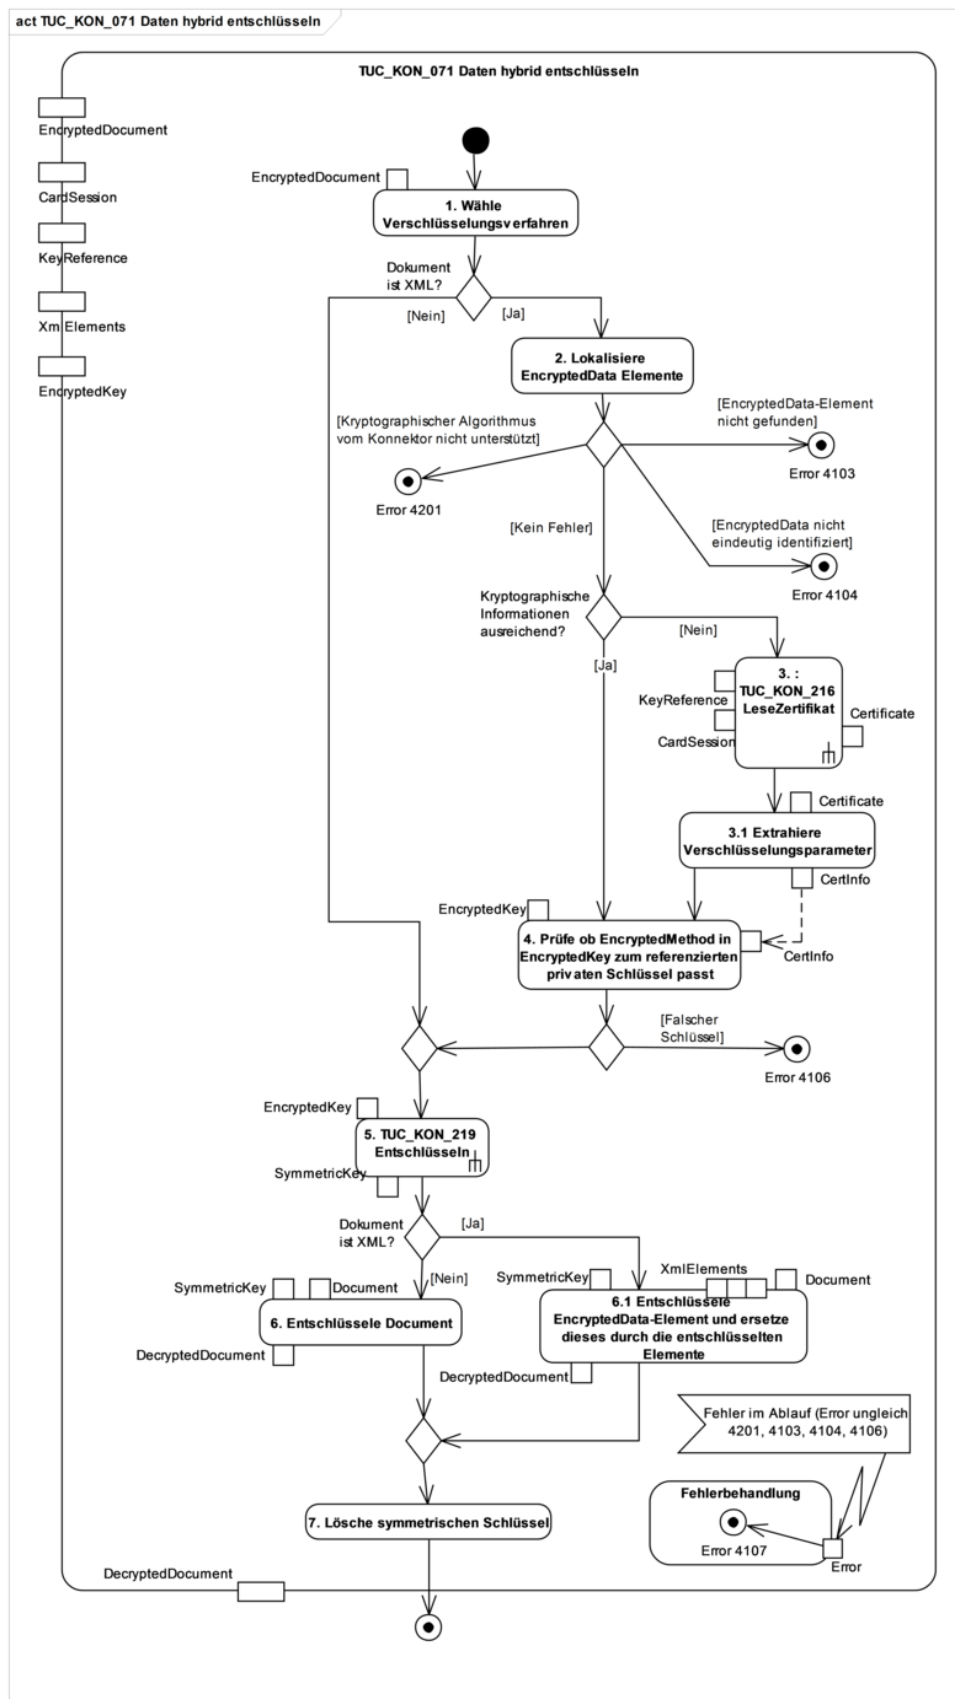 act TUC_KON_071 Daten hybrid entschlüsseln
TUC_KON_071 Daten hybrid entschlüsseln
EncryptedDocument
CardSession
KeyReference
XmlElements
EncryptedKey
EncryptedDocument
1. Wähle
Verschlüsselungsverfahren
Dokument
ist XML?
[Nein]
[Ja]
2. Lokalisiere
EncryptedData Elemente
[Kryptographischer Algorithmus
vom Konnektor nicht unterstützt]
[EncryptedData-Element
nicht gefunden]
Error 4103
Error 4201
[Kein Fehler]
[EncryptedData nicht
eindeutig identifiziert]
Error 4104
Kryptographische
Informationen
ausreichend?
[Nein]
[Ja]
3. :
TUC_KON_216
LeseZertifikat
KeyReference
CardSession
Certificate
Certificate
3.1 Extrahiere
Verschlüsselungsparameter
CertInfo
EncryptedKey
4. Prüfe ob EncryptedMethod in
EncryptedKey zum referenzierten
privaten Schlüssel passt
CertInfo
[Falscher
Schlüssel]
Error 4106
EncryptedKey
5. TUC_KON_219
Entschlüsseln
SymmetricKey
Dokument
ist XML?
[Ja]
[Nein]
SymmetricKey
Document
6. Entschlüssele Document
DecryptedDocument
SymmetricKey
XmlElements
Document
6.1 Entschlüssele
EncryptedData-Element und ersetze
dieses durch die entschlüsselten
Elemente
DecryptedDocument
Fehler im Ablauf (Error ungleich
4201, 4103, 4104, 4106)
Fehlerbehandlung
Error 4107
Error
7. Lösche symmetrischen Schlüssel
DecryptedDocument